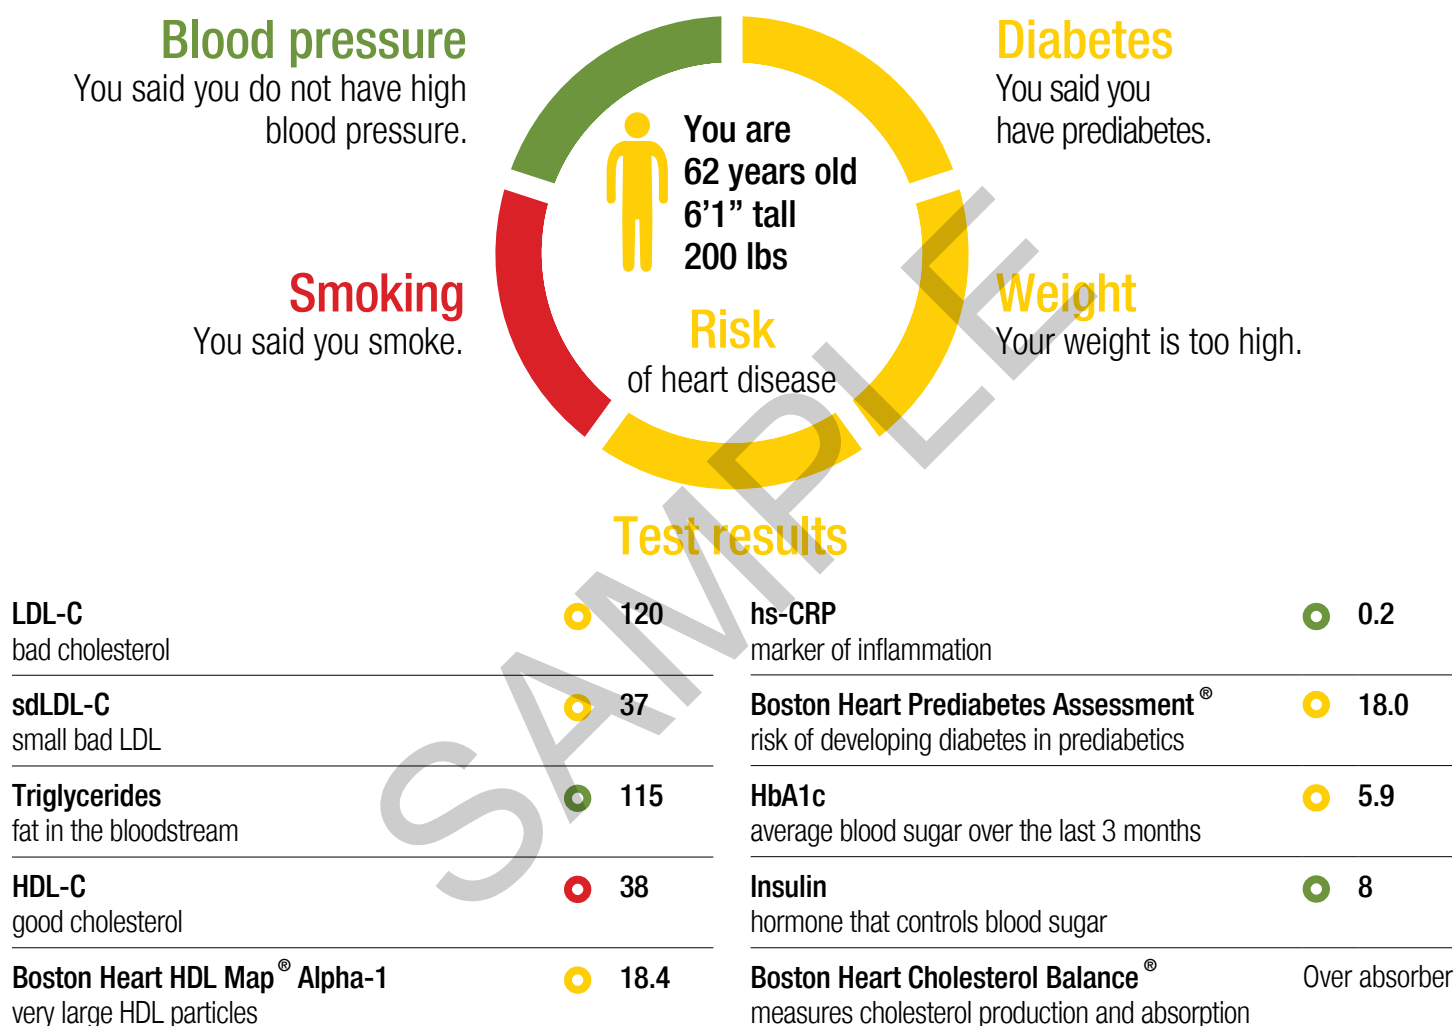 Blood pressure
You said you do not have high
blood pressure.
Diabetes
You said you
have prediabetes.
You are
62 years old
6’1” tall
200 lbs
Risk
of heart disease
Smoking
You said you smoke.
Weight
Your weight is too high.
Test results
LDL-C 120
bad cholesterol
sdLDL-C 37
small bad LDL
Triglycerides 115
fat in the bloodstream
HDL-C 38
good cholesterol
Boston Heart HDL Map® Alpha-1 18.4
very large HDL particles
hs-CRP 0.2
marker of inflammation
Boston Heart Prediabetes Assessment® 18.0
risk of developing diabetes in prediabetics
HbA1c 5.9
average blood sugar over the last 3 months
Insulin 8
hormone that controls blood sugar
Boston Heart Cholesterol Balance® Over absorber
measures cholesterol production and absorption
SAMPLE